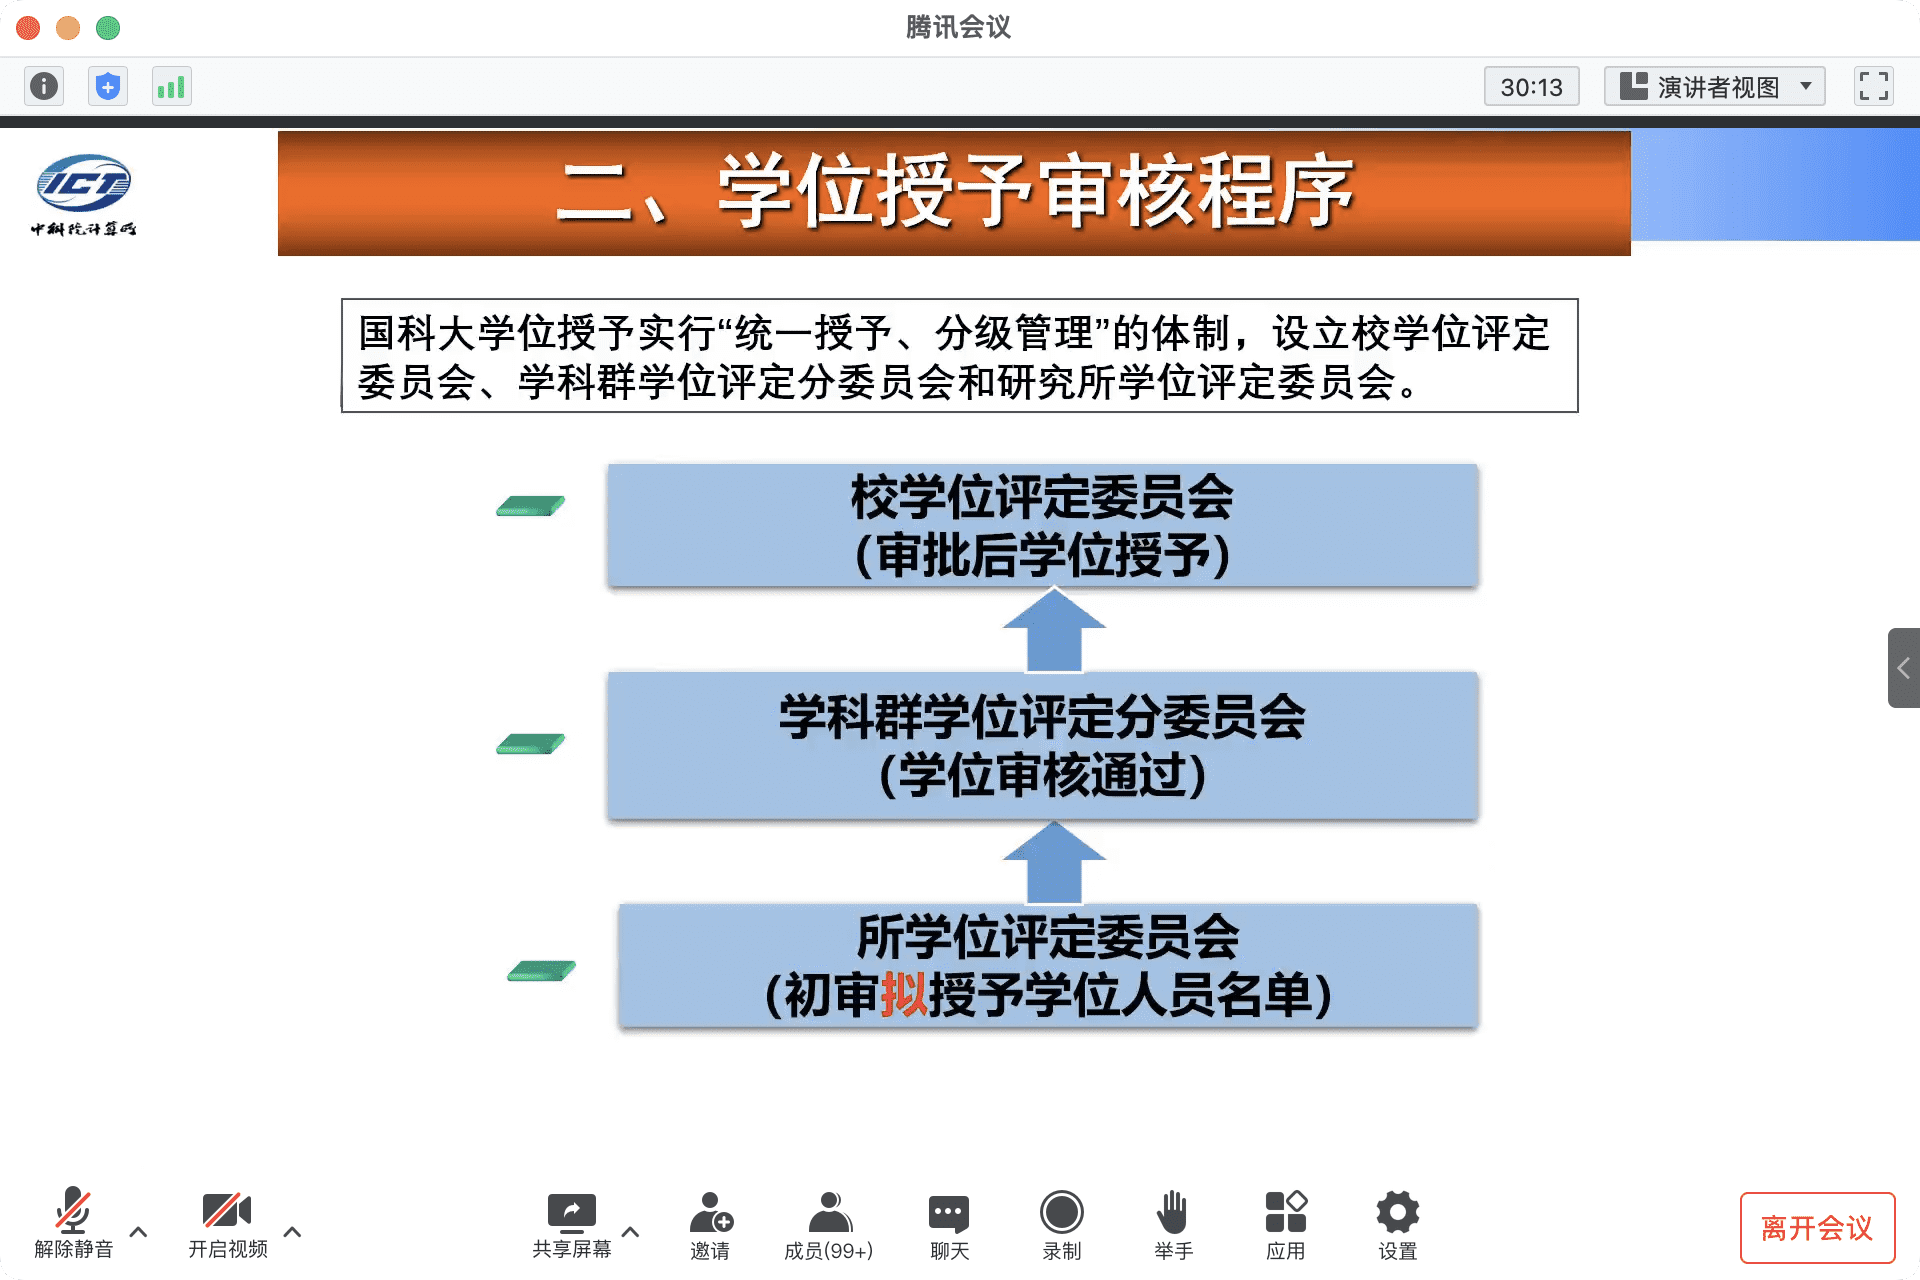 腾讯会议
30:13
演讲者视图
ICT
中科院计算所
二、学位授予审核程序
国科大学位授予实行“统一授予、分级管理”的体制，设立校学位评定
委员会、学科群学位评定分委员会和研究所学位评定委员会。
校学位评定委员会
（审批后学位授予）
学科群学位评定分委员会
（学位审核通过）
所学位评定委员会
（初审拟授予学位人员名单）
解除静音
开启视频
共享屏幕
邀请
成员(99+)
聊天
录制
举手
应用
设置
离开会议